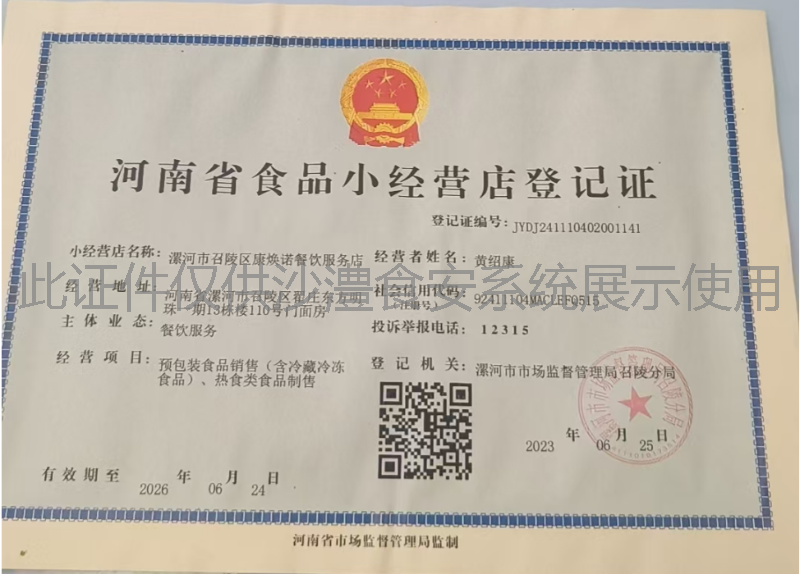 河南省食品小经营店登记证
登记证编号：JYDJ241110402001141
小经营店名称：漯河市召陵区康焕诺餐饮服务店
经营者姓名：黄绍康
此证件仅供沙澧食安系统展示使用
经营地址：河南省漯河市召陵区翟庄东方明
珠一期13栋楼110号门面房
社会信用代码：92411104MACLEFQ515
（注册号）
主体业态：餐饮服务
投诉举报电话：12315
经营项目：预包装食品销售（含冷藏冷冻
食品）、热食类食品制售
登记机关：漯河市市场监督管理局召陵分局
2023 年 06 月 25 日
有效期至 2026 年 06 月 24 日
河南省市场监督管理局监制